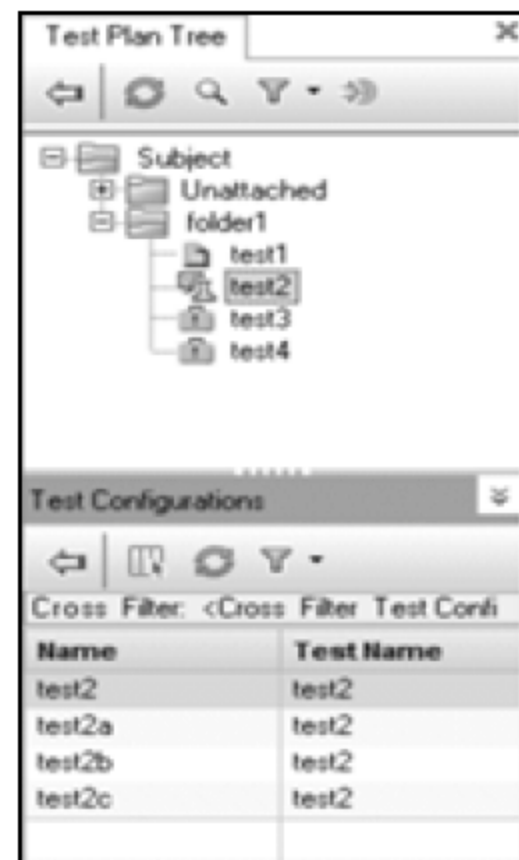 Test Plan Tree
Subject
Unattached
folder1
test1
test2
test3
test4
Test Configurations
Cross Filter: <Cross Filter Test Confi
Name Test Name
test2 test2
test2a test2
test2b test2
test2c test2